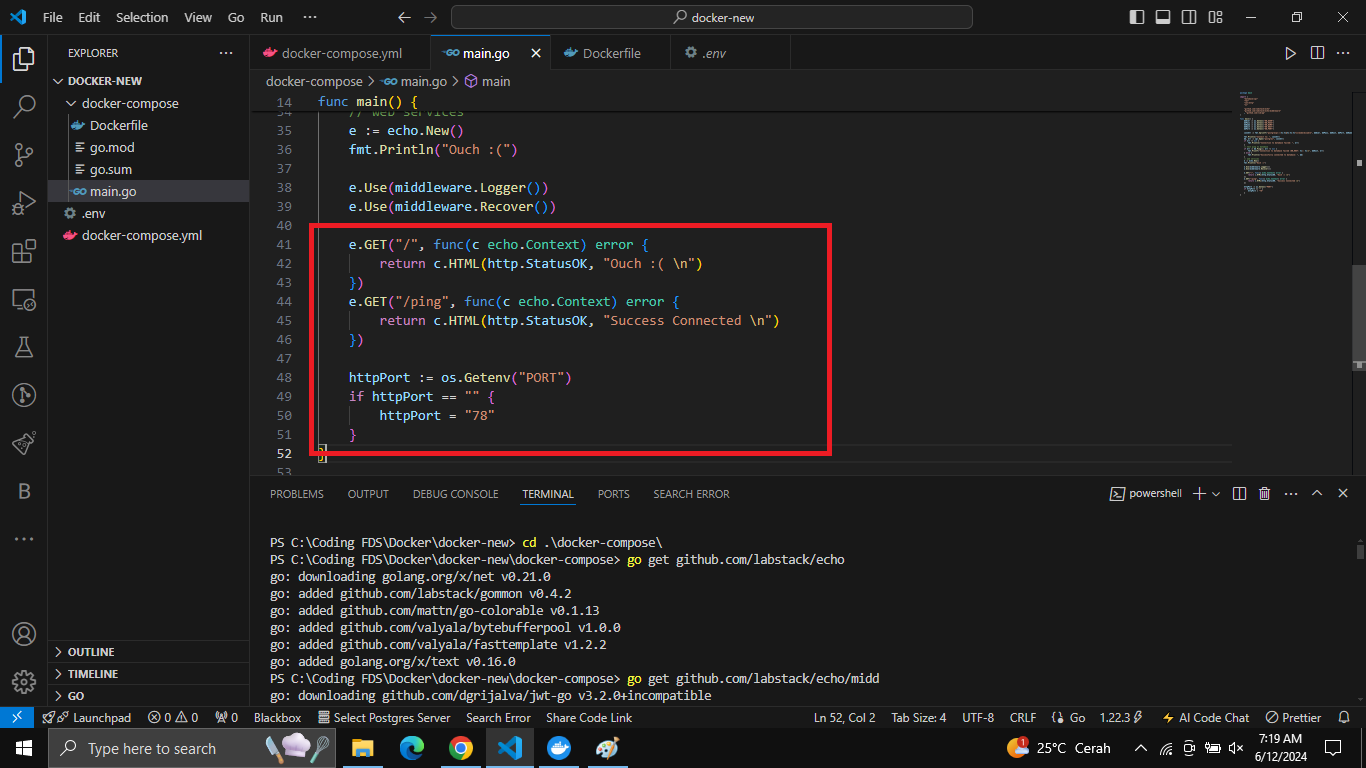 File Edit Selection View Go Run ··· docker-new
EXPLORER
DOCKER-NEW
docker-compose
Dockerfile
go.mod
go.sum
main.go
.env
docker-compose.yml
OUTLINE
TIMELINE
GO
docker-compose.yml main.go Dockerfile .env
docker-compose > main.go > main
14 func main() {
34 // web services
35 e := echo.New()
36 fmt.Println("Ouch :(")
37
38 e.Use(middleware.Logger())
39 e.Use(middleware.Recover())
40
41 e.GET("/", func(c echo.Context) error {
42 return c.HTML(http.StatusOK, "Ouch :( \n")
43 })
44 e.GET("/ping", func(c echo.Context) error {
45 return c.HTML(http.StatusOK, "Success Connected \n")
46 })
47
48 httpPort := os.Getenv("PORT")
49 if httpPort == "" {
50 httpPort = "78"
51 }
52 }
53
PROBLEMS OUTPUT DEBUG CONSOLE TERMINAL PORTS SEARCH ERROR powershell
PS C:\Coding FDS\Docker\docker-new> cd .\docker-compose\
PS C:\Coding FDS\Docker\docker-new\docker-compose> go get github.com/labstack/echo
go: downloading golang.org/x/net v0.21.0
go: added github.com/labstack/gommon v0.4.2
go: added github.com/mattn/go-colorable v0.1.13
go: added github.com/valyala/bytebufferpool v1.0.0
go: added github.com/valyala/fasttemplate v1.2.2
go: added golang.org/x/text v0.16.0
PS C:\Coding FDS\Docker\docker-new\docker-compose> go get github.com/labstack/echo/midd
go: downloading github.com/dgrijalva/jwt-go v3.2.0+incompatible
Launchpad 0 0 0 Blackbox Select Postgres Server Search Error Share Code Link Ln 52, Col 2 Tab Size: 4 UTF-8 CRLF Go 1.22.3 AI Code Chat Prettier
Type here to search 1 25°C Cerah 7:19 AM
6/12/2024